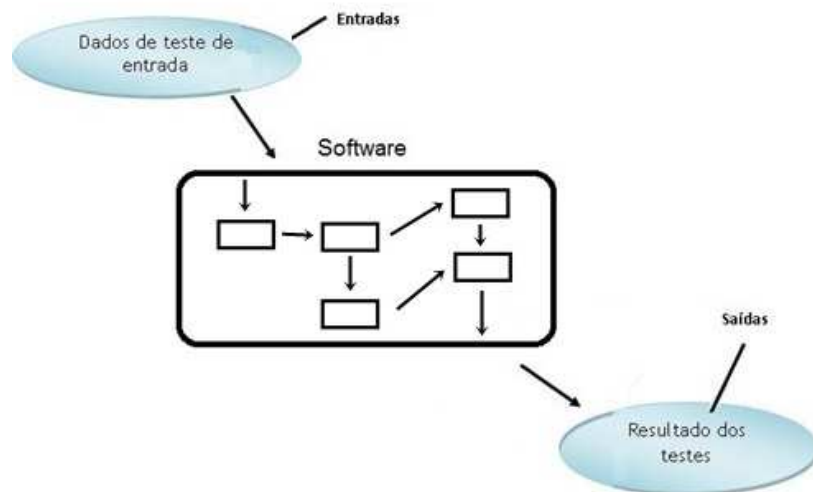 Entradas
Dados de teste de
entrada
Software
Saídas
Resultado dos
testes